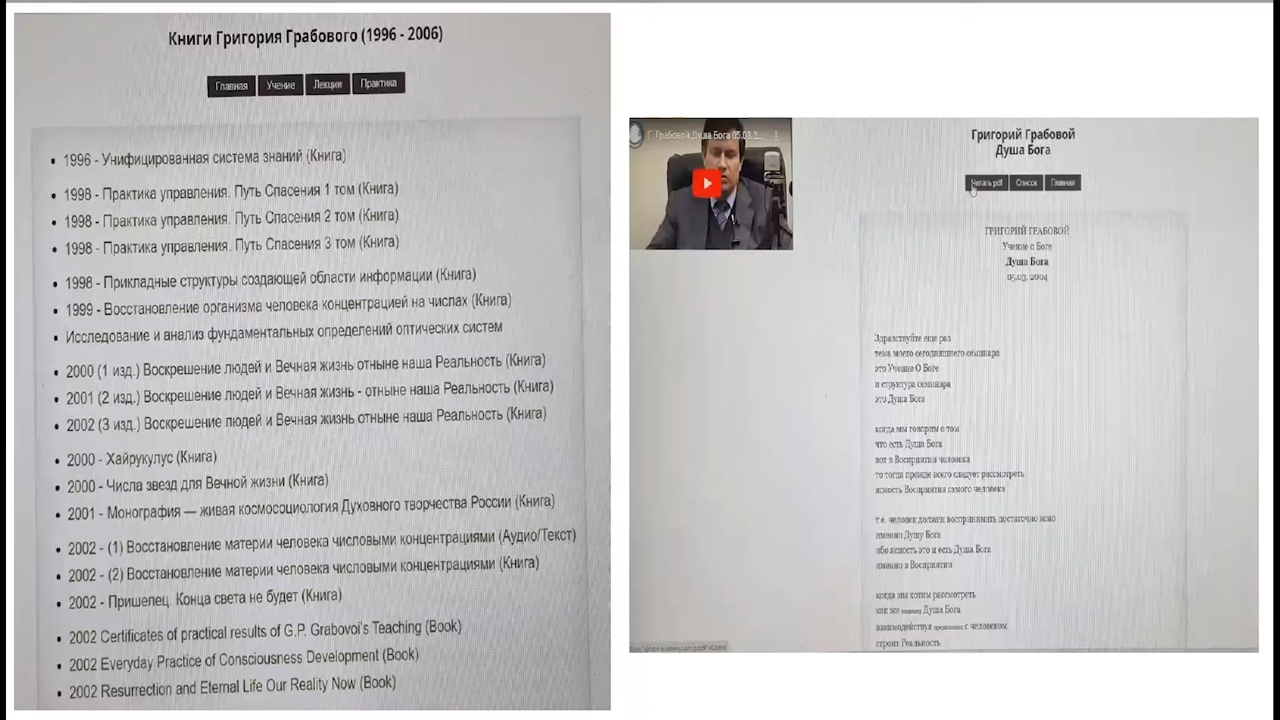 Книги Григория Грабового (1996 - 2006)
Главная Учение Лекции Практика
1996 - Унифицированная система знаний (Книга)
1998 - Практика управления. Путь Спасения 1 том (Книга)
1998 - Практика управления. Путь Спасения 2 том (Книга)
1998 - Практика управления. Путь Спасения 3 том (Книга)
1998 - Прикладные структуры создающей области информации (Книга)
1999 - Восстановление организма человека концентрацией на числах (Книга)
Исследование и анализ фундаментальных определений оптических систем
2000 (1 изд.) Воскрешение людей и Вечная жизнь отныне наша Реальность (Книга)
2001 (2 изд.) Воскрешение людей и Вечная жизнь - отныне наша Реальность (Книга)
2002 (3 изд.) Воскрешение людей и Вечная жизнь отныне наша Реальность (Книга)
2000 - Хайрукулус (Книга)
2000 - Числа звезд для Вечной жизни (Книга)
2001 - Монография — живая космосоциология Духовного творчества России (Книга)
2002 - (1) Восстановление материи человека числовыми концентрациями (Аудио/Текст)
2002 - (2) Восстановление материи человека числовыми концентрациями (Книга)
2002 - Пришелец. Конца света не будет (Книга)
2002 Certificates of practical results of G.P. Grabovoi's Teaching (Book)
2002 Everyday Practice of Consciousness Development (Book)
2002 Resurrection and Eternal Life Our Reality Now (Book)
Г. Грабовой Душа Бога 05.03.2...
Григорий Грабовой
Душа Бога
Читать pdf Список Главная
ГРИГОРИЙ ГРАБОВОЙ
Учение о Боге
Душа Бога
05.03. 2004
Здравствуйте еще раз
тема моего сегодняшнего семинара
это Учение О Боге
и структура семинара
это Душа Бога
когда мы говорим о том
что есть Душа Бога
вот в Восприятии человека
то тогда прежде всего следует рассмотреть
ясность Восприятия самого человека
т.е. человек должен воспринимать достаточно ясно
именно Душу Бога
ибо ясность это и есть Душа Бога
именно в Восприятии
когда мы хотим рассмотреть
как же Душа Бога
взаимодействуя с человеком
строит Реальность